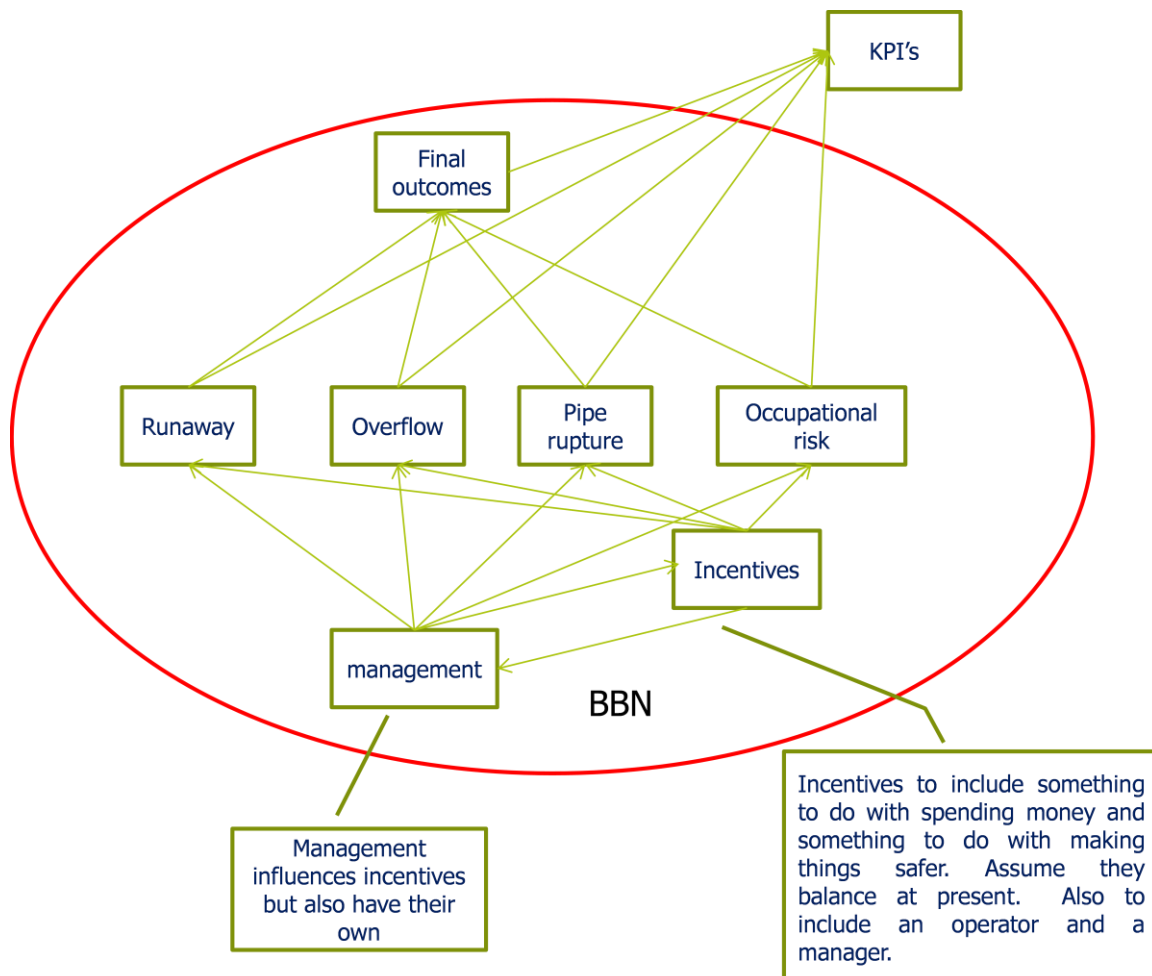 KPI's
Final
outcomes
Runaway
Overflow
Pipe
rupture
Occupational
risk
Incentives
management
BBN
Management
influences incentives
but also have their
own
Incentives to include something
to do with spending money and
something to do with making
things safer. Assume they
balance at present. Also to
include an operator and a
manager.